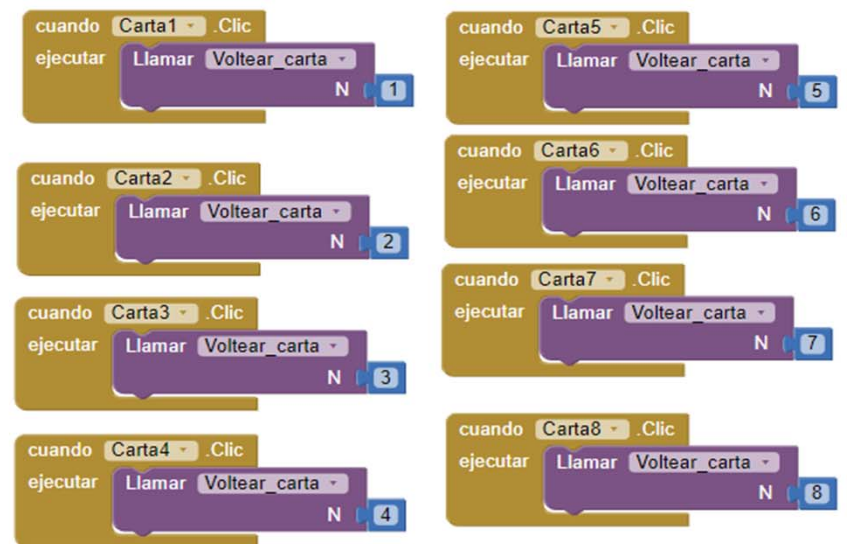 cuando Carta1 .Clic
ejecutar Llamar Voltear_carta
N 1
cuando Carta2 .Clic
ejecutar Llamar Voltear_carta
N 2
cuando Carta3 .Clic
ejecutar Llamar Voltear_carta
N 3
cuando Carta4 .Clic
ejecutar Llamar Voltear_carta
N 4
cuando Carta5 .Clic
ejecutar Llamar Voltear_carta
N 5
cuando Carta6 .Clic
ejecutar Llamar Voltear_carta
N 6
cuando Carta7 .Clic
ejecutar Llamar Voltear_carta
N 7
cuando Carta8 .Clic
ejecutar Llamar Voltear_carta
N 8